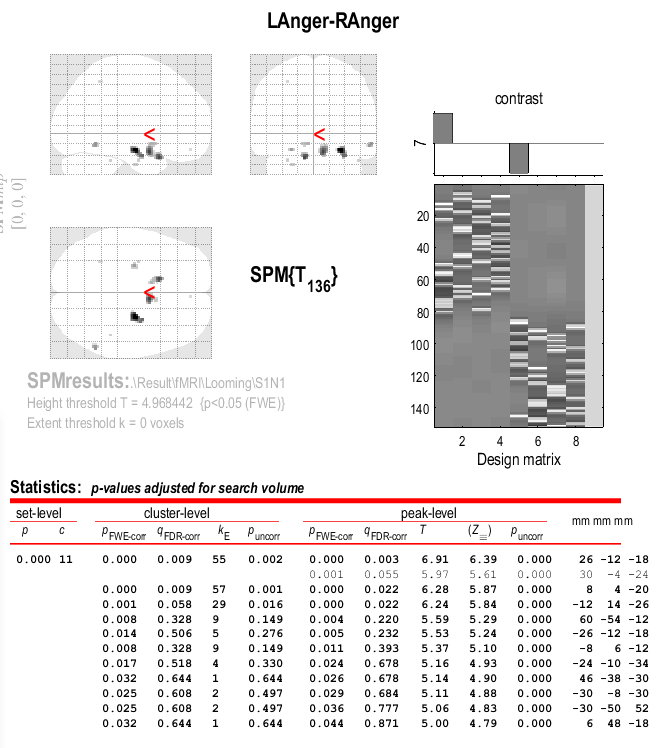 LAnger-RAnger
contrast
7
[0, 0, 0]
SPM{T136}
20
40
60
80
100
120
140
2 4 6 8
Design matrix
SPMresults:.\Result\fMRI\Looming\S1N1
Height threshold T = 4.968442 {p<0.05 (FWE)}
Extent threshold k = 0 voxels
Statistics: p-values adjusted for search volume
set-level cluster-level peak-level mm mm mm
p c pFWE-corr qFDR-corr kE puncorr pFWE-corr qFDR-corr T (Z≡) puncorr
0.000 11 0.000 0.009 55 0.002 0.000 0.003 6.91 6.39 0.000 26 -12 -18
0.001 0.055 5.97 5.61 0.000 30 -4 -24
0.000 0.009 57 0.001 0.000 0.022 6.28 5.87 0.000 8 4 -20
0.001 0.058 29 0.016 0.000 0.022 6.24 5.84 0.000 -12 14 -26
0.008 0.328 9 0.149 0.004 0.220 5.59 5.29 0.000 60 -54 -12
0.014 0.506 5 0.276 0.005 0.232 5.53 5.24 0.000 -26 -12 -18
0.008 0.328 9 0.149 0.011 0.393 5.37 5.10 0.000 -8 6 -12
0.017 0.518 4 0.330 0.024 0.678 5.16 4.93 0.000 -24 -10 -34
0.032 0.644 1 0.644 0.026 0.678 5.14 4.90 0.000 46 -38 -30
0.025 0.608 2 0.497 0.029 0.684 5.11 4.88 0.000 -30 -8 -30
0.025 0.608 2 0.497 0.036 0.777 5.06 4.83 0.000 -30 -50 52
0.032 0.644 1 0.644 0.044 0.871 5.00 4.79 0.000 6 48 -18